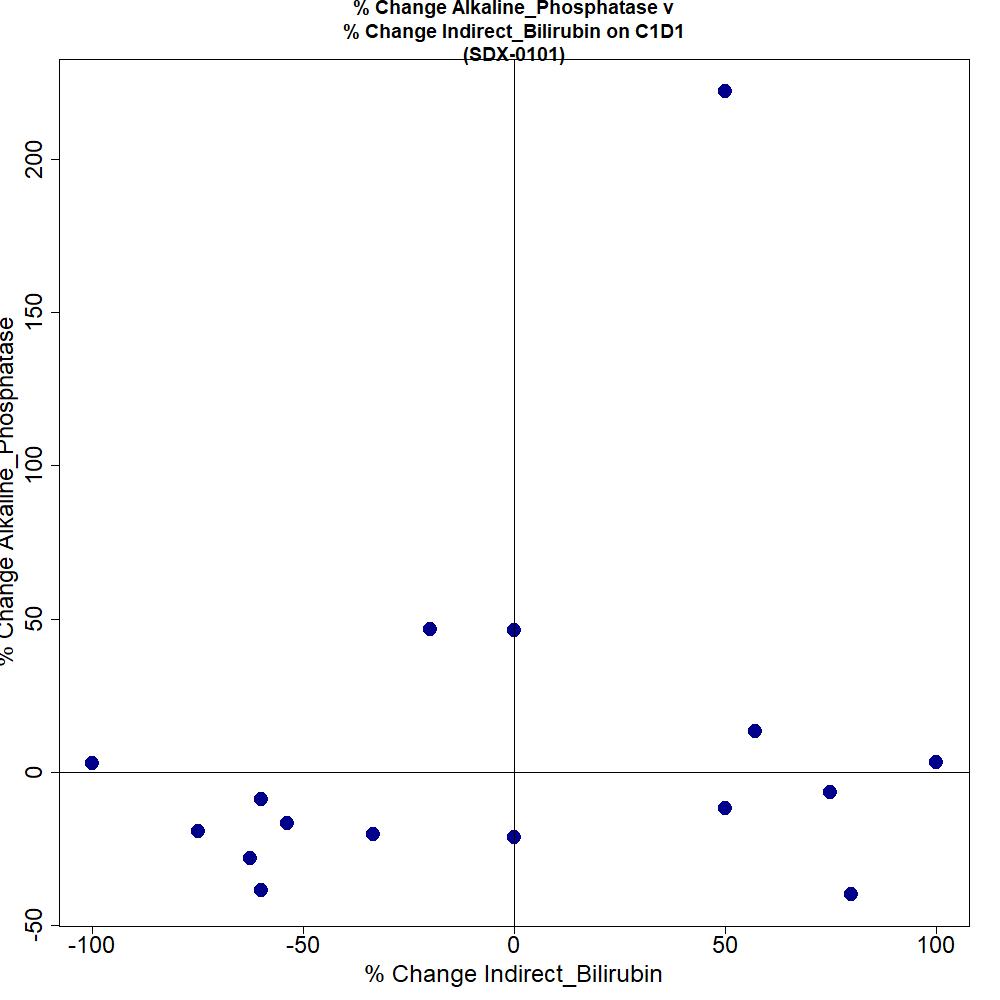 % Change Alkaline_Phosphatase v
% Change Indirect_Bilirubin on C1D1
(SDX-0101)
% Change Alkaline_Phosphatase
200
150
100
50
0
-50
-100
-50
0
50
100
% Change Indirect_Bilirubin